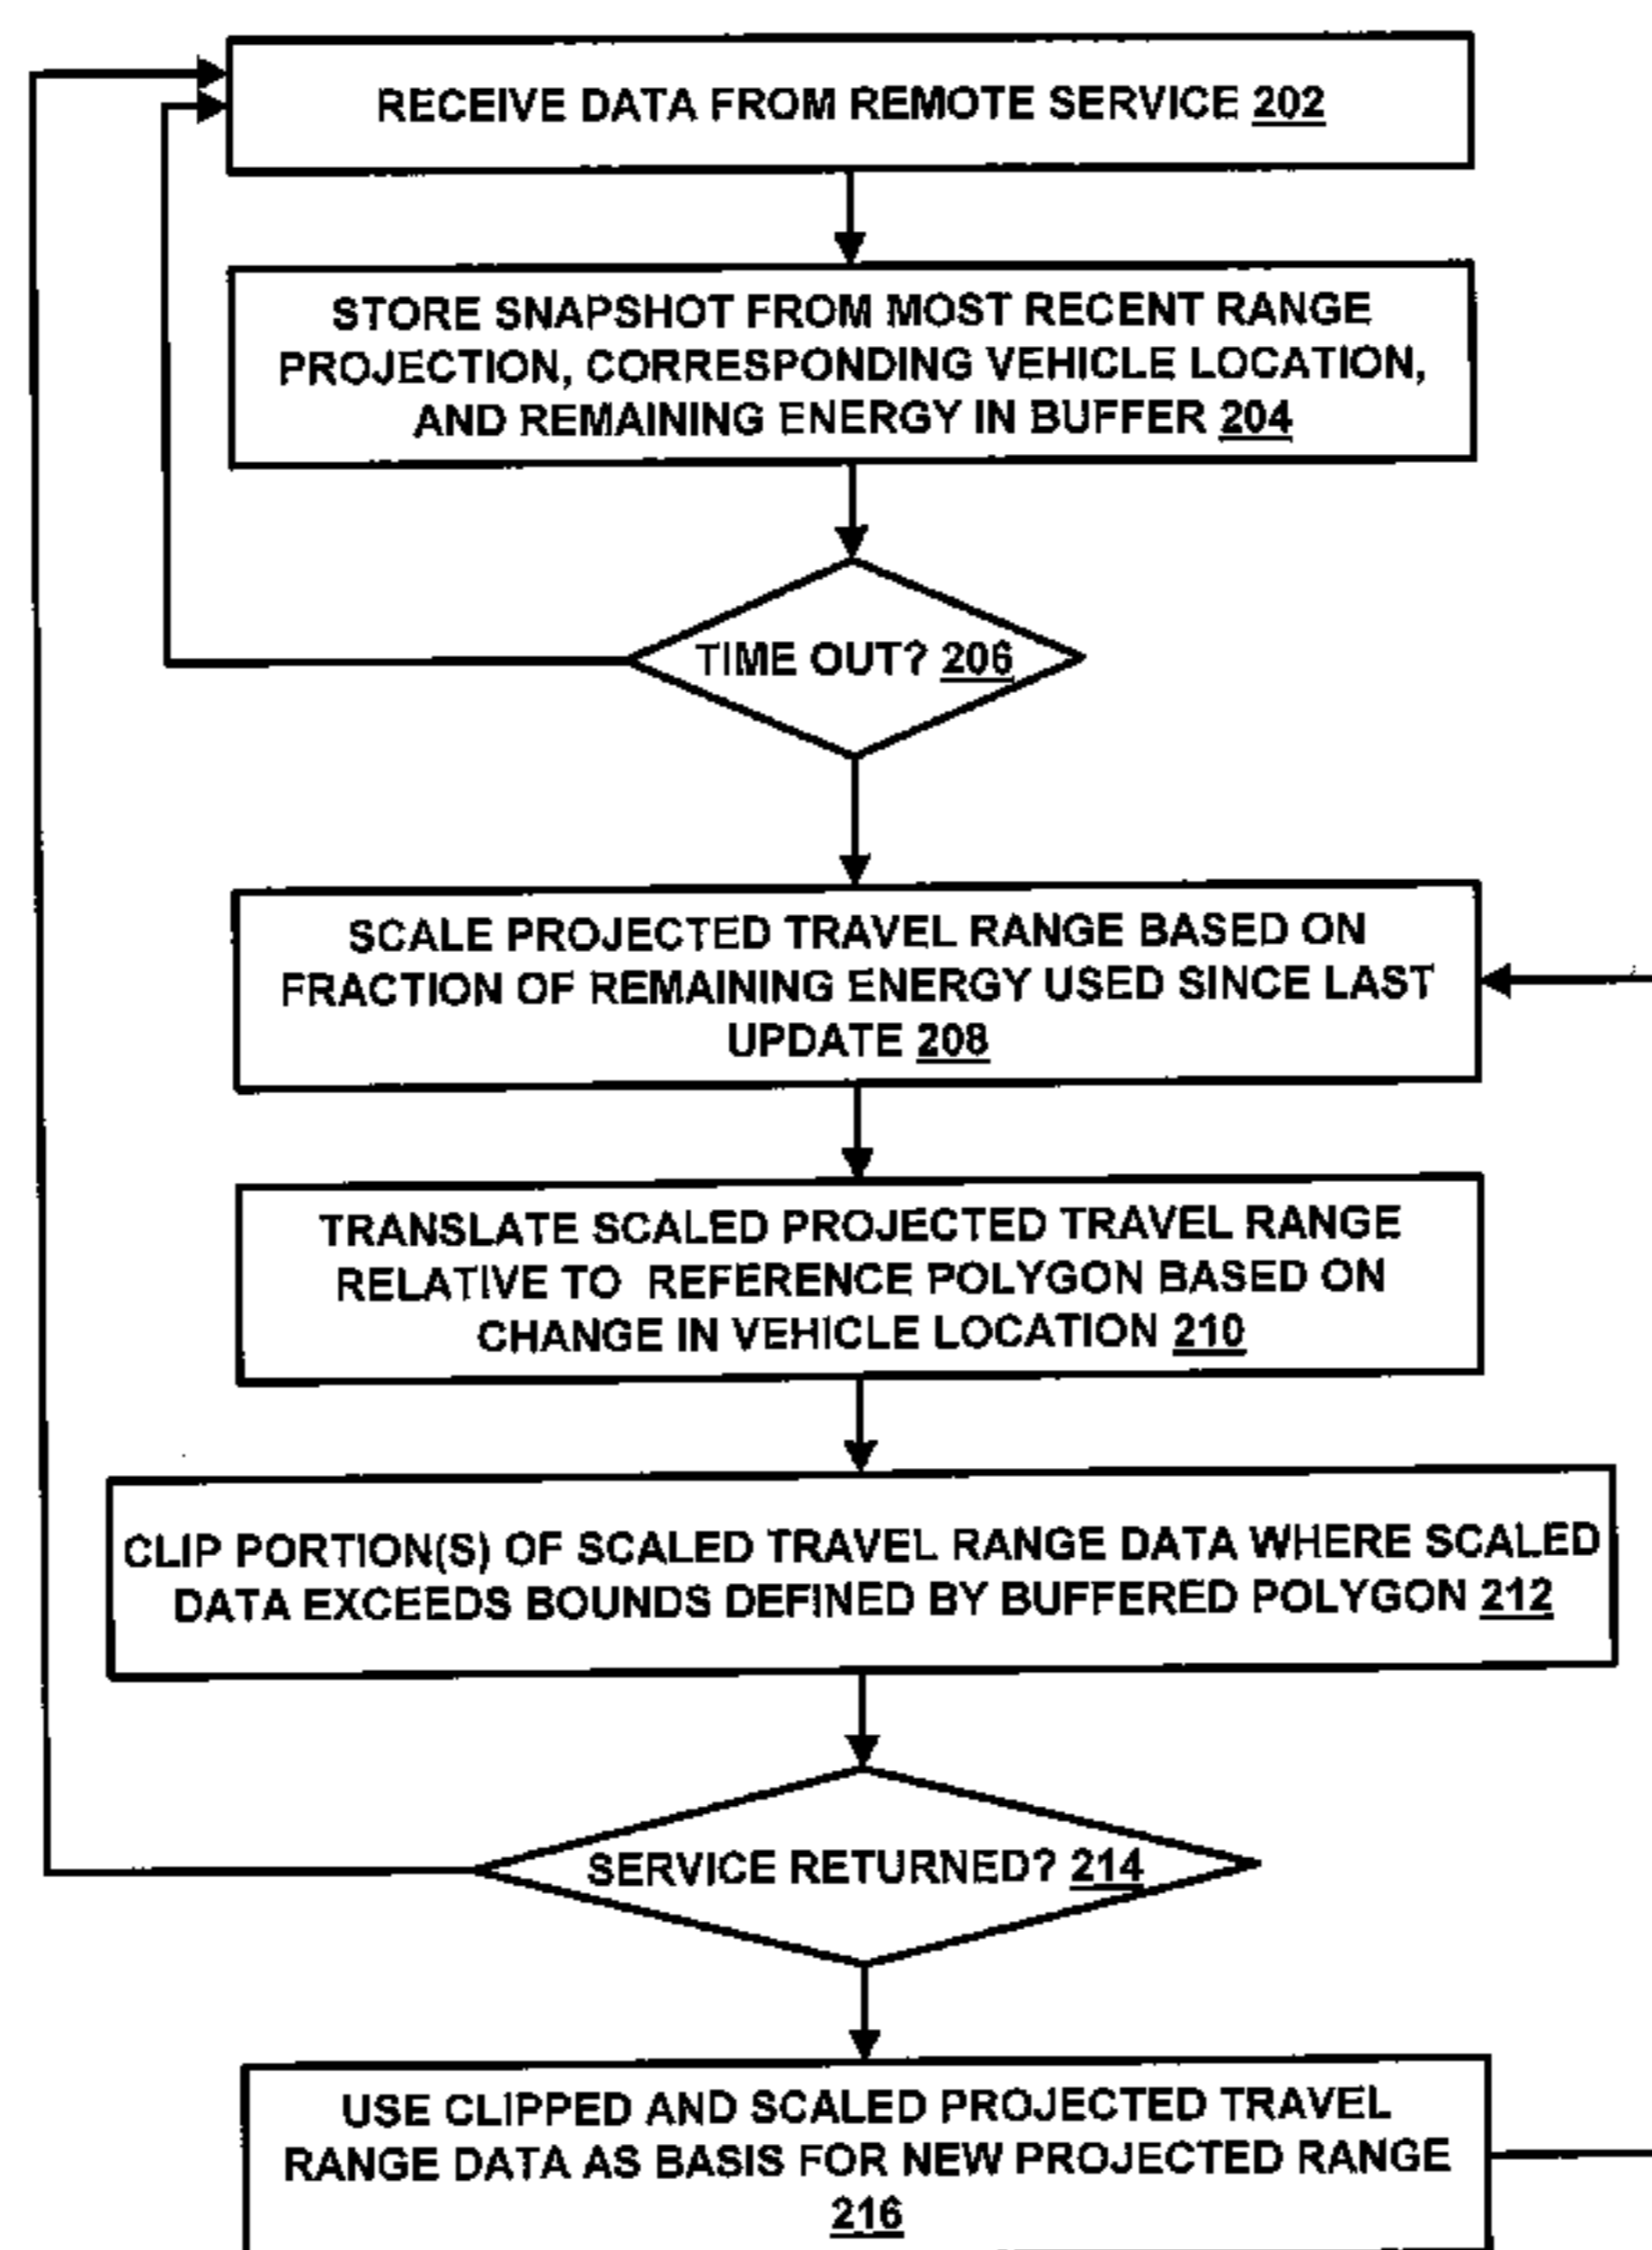 RECEIVE DATA FROM REMOTE SERVICE 202
STORE SNAPSHOT FROM MOST RECENT RANGE
PROJECTION, CORRESPONDING VEHICLE LOCATION,
AND REMAINING ENERGY IN BUFFER 204
TIME OUT? 206
SCALE PROJECTED TRAVEL RANGE BASED ON
FRACTION OF REMAINING ENERGY USED SINCE LAST
UPDATE 208
TRANSLATE SCALED PROJECTED TRAVEL RANGE
RELATIVE TO REFERENCE POLYGON BASED ON
CHANGE IN VEHICLE LOCATION 210
CLIP PORTION(S) OF SCALED TRAVEL RANGE DATA WHERE SCALED
DATA EXCEEDS BOUNDS DEFINED BY BUFFERED POLYGON 212
SERVICE RETURNED? 214
USE CLIPPED AND SCALED PROJECTED TRAVEL
RANGE DATA AS BASIS FOR NEW PROJECTED RANGE
216